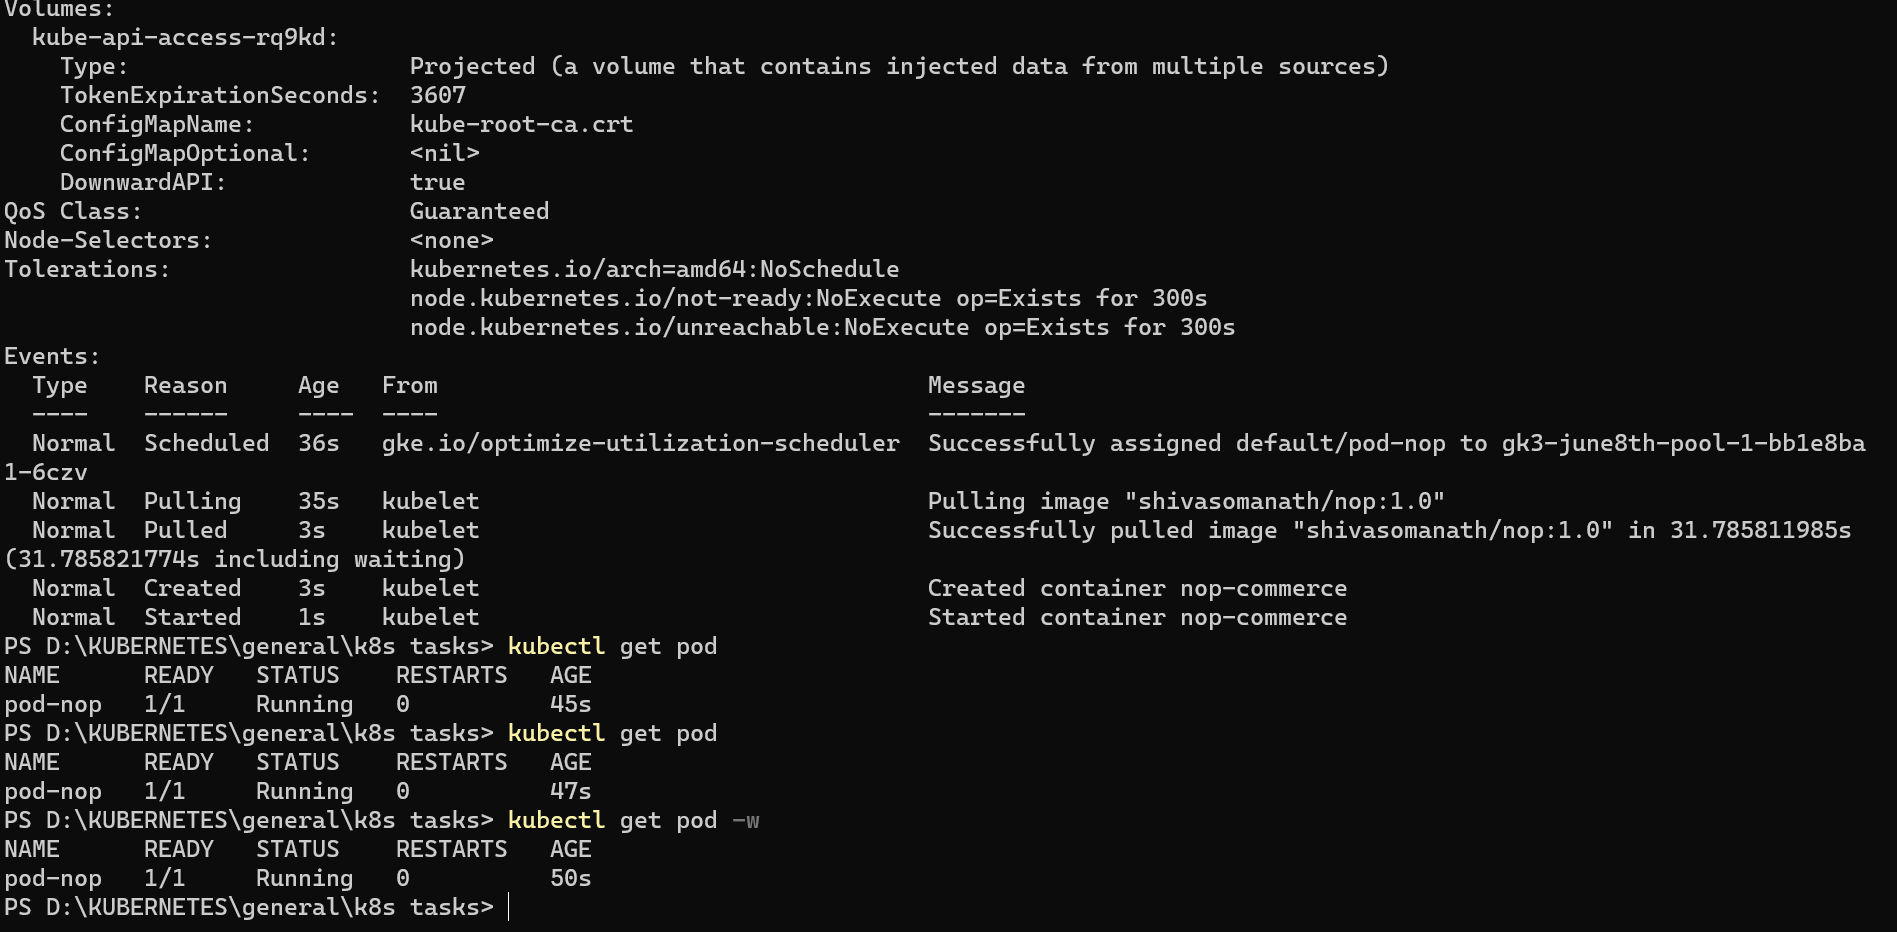 Volumes:
  kube-api-access-rq9kd:
    Type:                    Projected (a volume that contains injected data from multiple sources)
    TokenExpirationSeconds:  3607
    ConfigMapName:           kube-root-ca.crt
    ConfigMapOptional:       <nil>
    DownwardAPI:             true
QoS Class:                   Guaranteed
Node-Selectors:              <none>
Tolerations:                 kubernetes.io/arch=amd64:NoSchedule
                             node.kubernetes.io/not-ready:NoExecute op=Exists for 300s
                             node.kubernetes.io/unreachable:NoExecute op=Exists for 300s
Events:
  Type    Reason     Age   From                                   Message
  ----    ------     ----  ----                                   -------
  Normal  Scheduled  36s   gke.io/optimize-utilization-scheduler  Successfully assigned default/pod-nop to gk3-june8th-pool-1-bb1e8ba
1-6czv
  Normal  Pulling    35s   kubelet                                Pulling image "shivasomanath/nop:1.0"
  Normal  Pulled     3s    kubelet                                Successfully pulled image "shivasomanath/nop:1.0" in 31.785811985s
(31.785821774s including waiting)
  Normal  Created    3s    kubelet                                Created container nop-commerce
  Normal  Started    1s    kubelet                                Started container nop-commerce
PS D:\KUBERNETES\general\k8s tasks> kubectl get pod
NAME      READY   STATUS    RESTARTS   AGE
pod-nop   1/1     Running   0          45s
PS D:\KUBERNETES\general\k8s tasks> kubectl get pod
NAME      READY   STATUS    RESTARTS   AGE
pod-nop   1/1     Running   0          47s
PS D:\KUBERNETES\general\k8s tasks> kubectl get pod -w
NAME      READY   STATUS    RESTARTS   AGE
pod-nop   1/1     Running   0          50s
PS D:\KUBERNETES\general\k8s tasks>